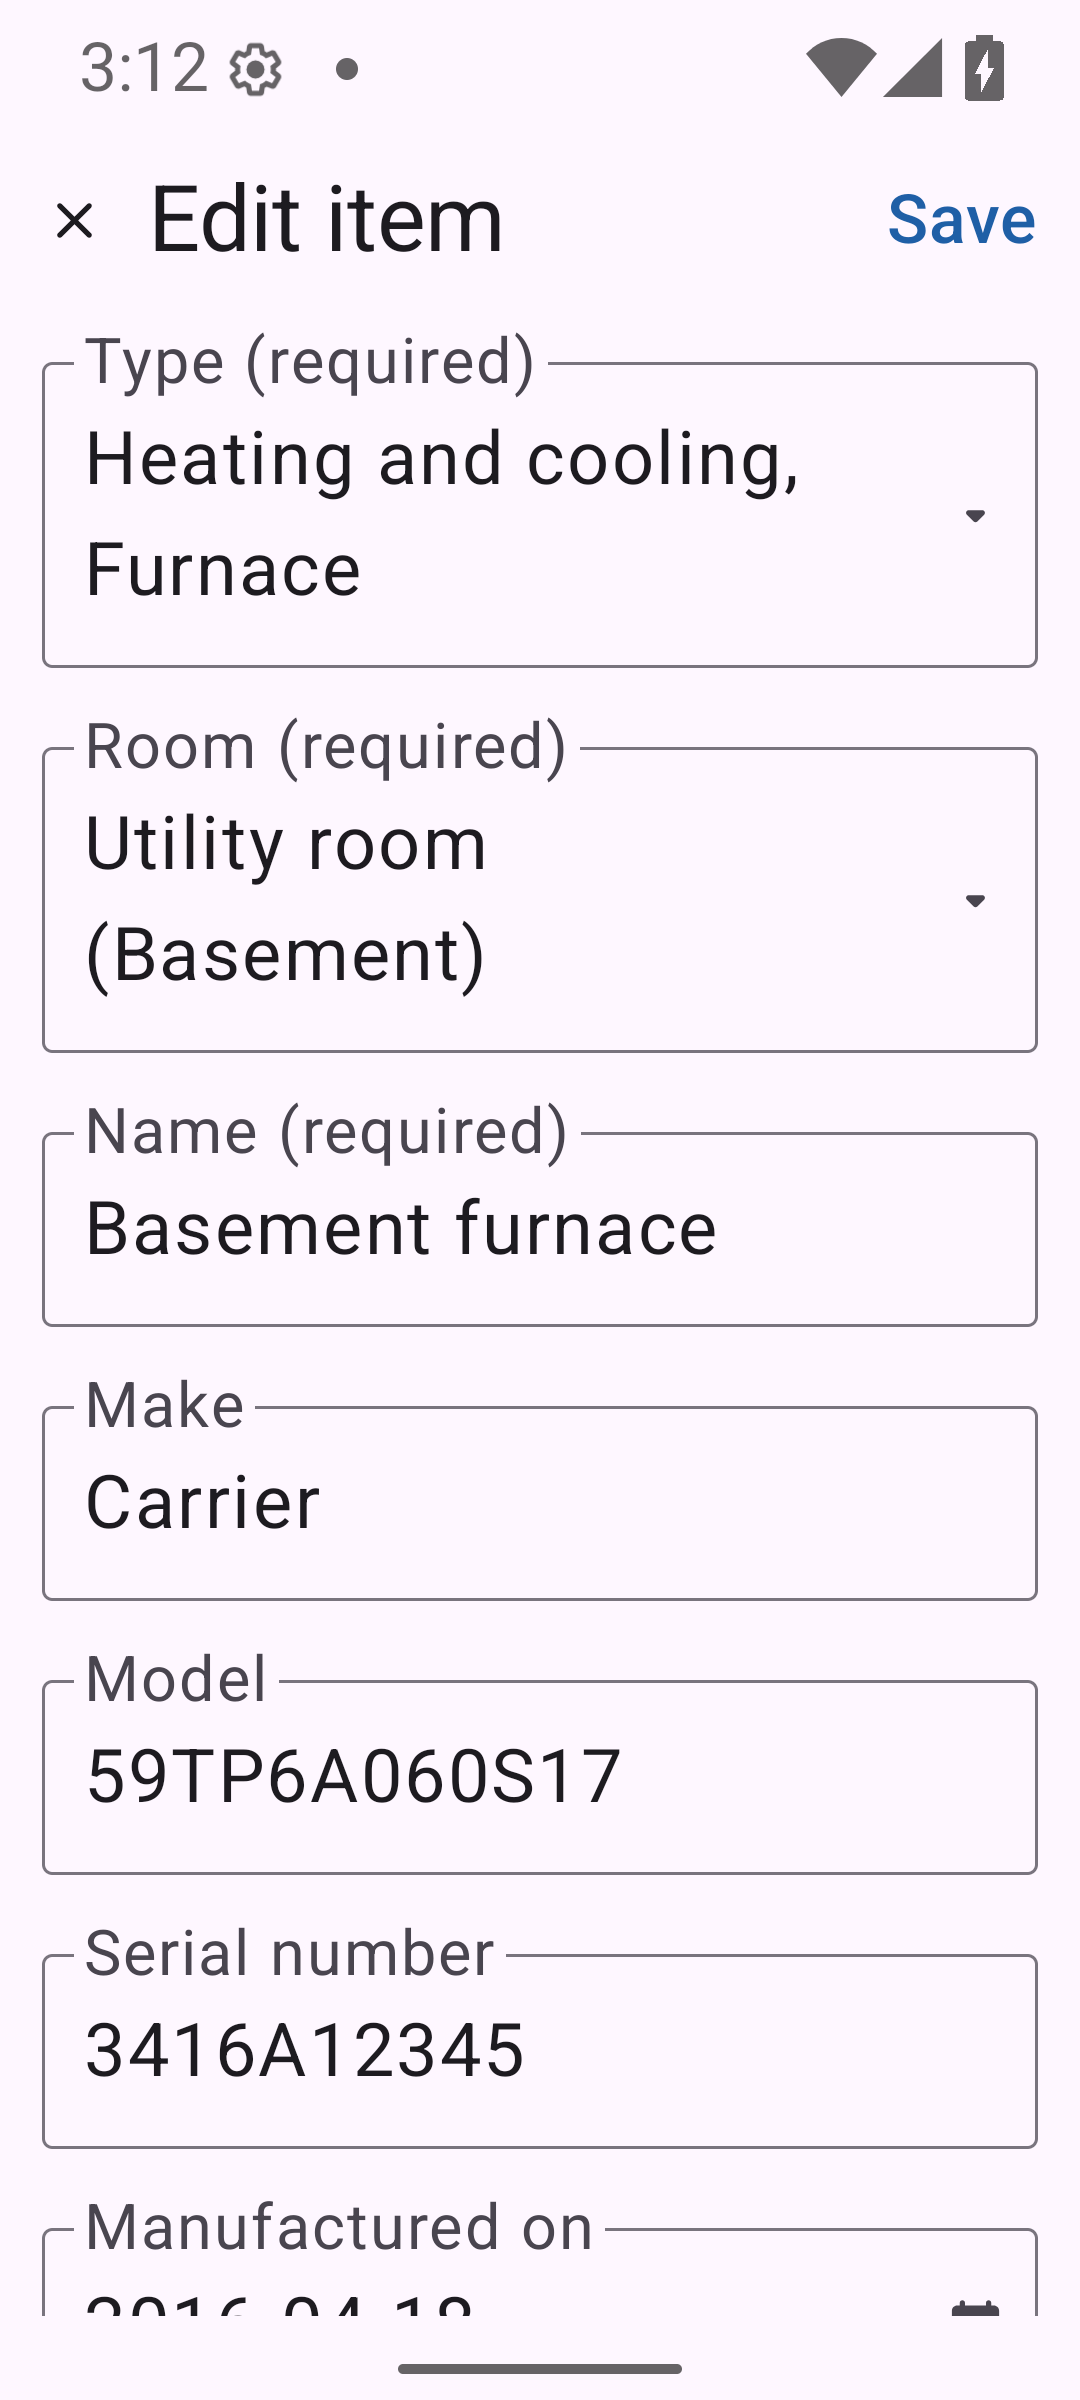 3:12
Edit item
Save
Type (required)
Heating and cooling,
Furnace
Room (required)
Utility room
(Basement)
Name (required)
Basement furnace
Make
Carrier
Model
59TP6A060S17
Serial number
3416A12345
Manufactured on